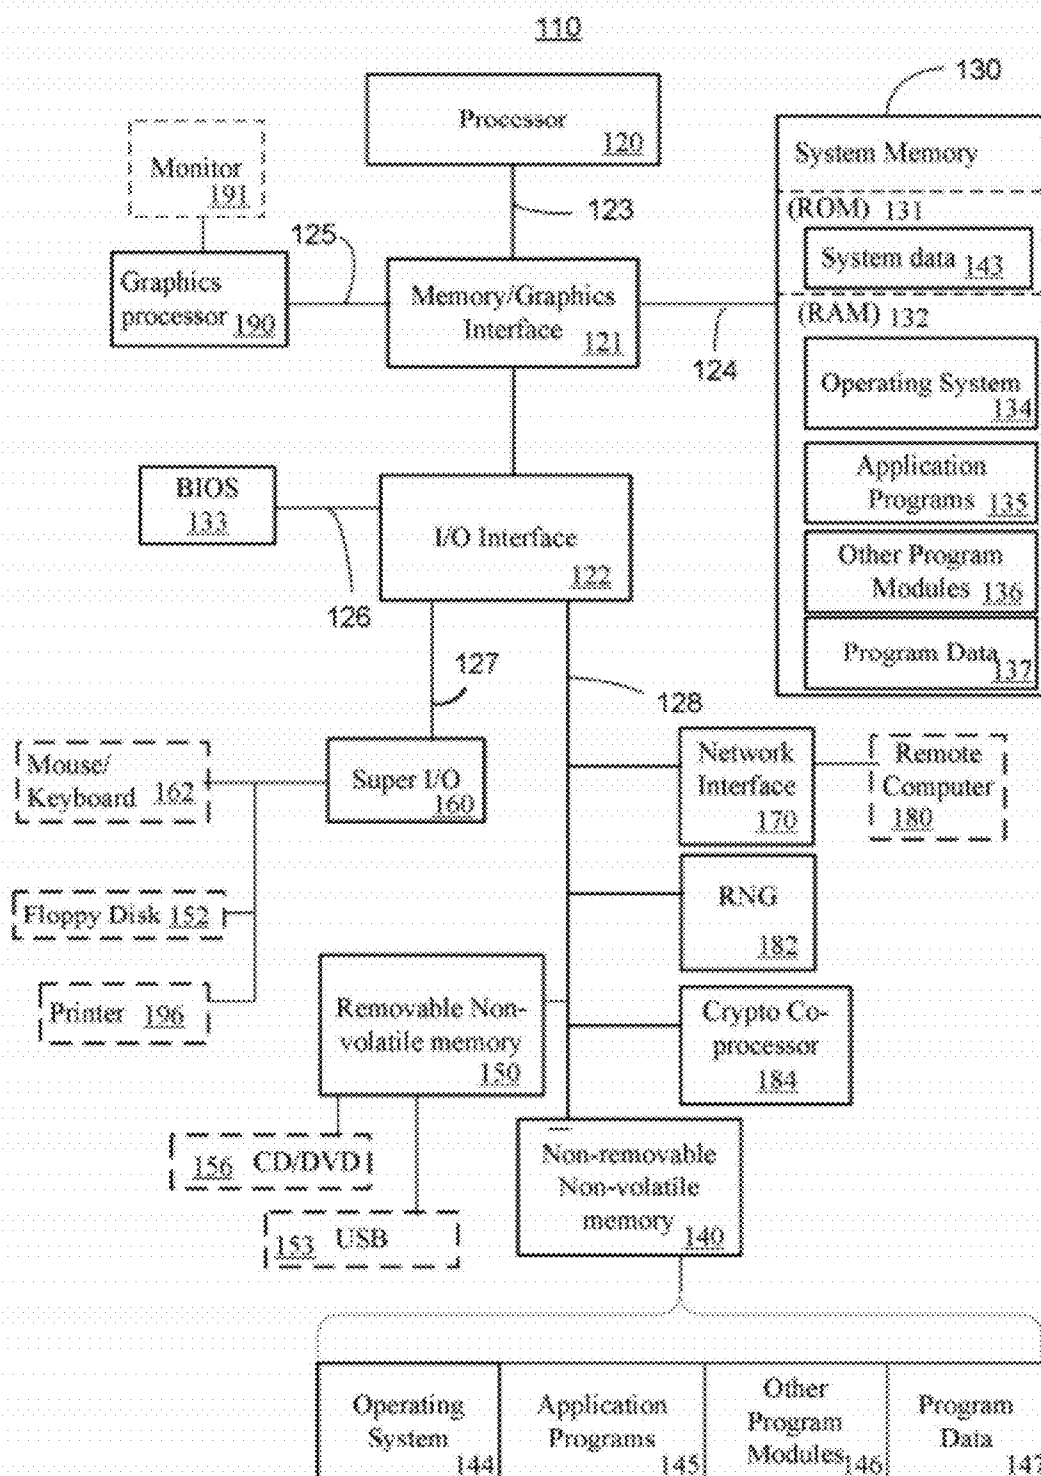 110
130
Processor
120
System Memory
Monitor
191
123
(ROM) 131
125
System data 143
Graphics
processor 190
Memory/Graphics
Interface
121
124
(RAM) 132
Operating System
134
BIOS
133
126
I/O Interface
122
Application
Programs 135
Other Program
Modules 136
Program Data
137
127
128
Mouse/
Keyboard 162
Super I/O
160
Network
Interface
170
Remote
Computer
180
Floppy Disk 152
RNG
182
Printer 196
Removable Non-
volatile memory
150
Crypto Co-
processor
184
156 CD/DVD
153 USB
Non-removable
Non-volatile
memory
140
Operating
System
144
Application
Programs
145
Other
Program
Modules 146
Program
Data
147